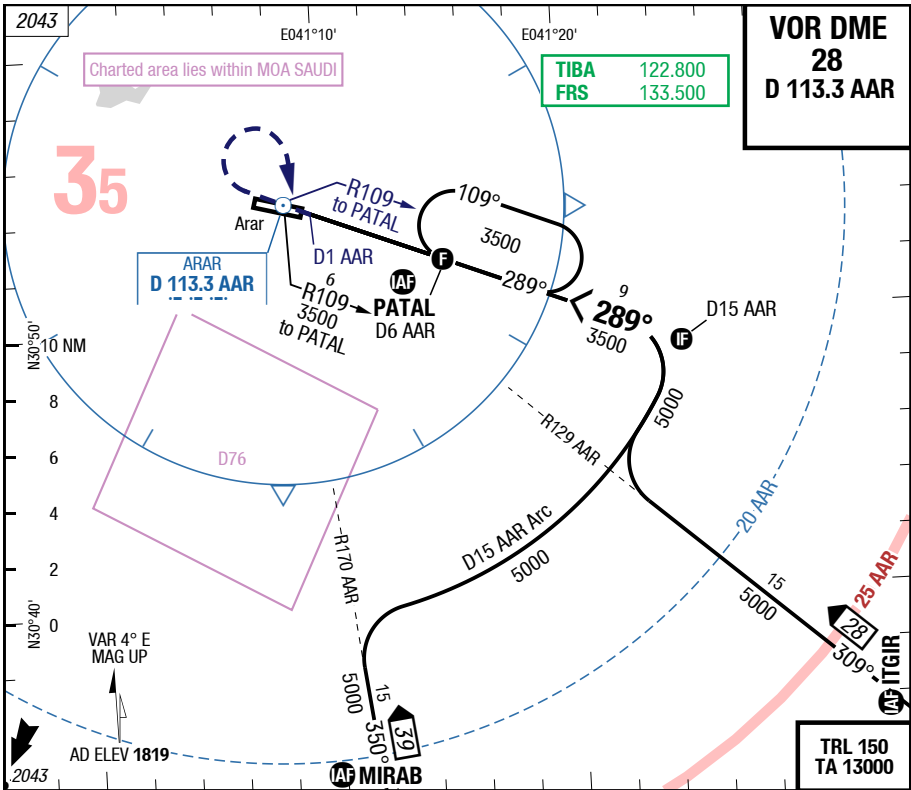 2043
E041°10'
E041°20'
VOR DME
28
D 113.3 AAR
Charted area lies within MOA SAUDI
TIBA 122.800
FRS 133.500
35
R109
to PATAL
109°
3500
Arar
D1 AAR
F
ARAR
D 113.3 AAR
6
R109
3500
to PATAL
IAF
PATAL
D6 AAR
289°
9
289°
3500
D15 AAR
IF
N30°50'
10 NM
8
6
4
2
0
N30°40'
5000
R129 AAR
D76
20 AAR
D15 AAR Arc
5000
R170 AAR
15
5000
25 AAR
28
309°
IAF ITGIR
VAR 4° E
MAG UP
AD ELEV 1819
5000
15
350°
39
IAF MIRAB
2043
TRL 150
TA 13000